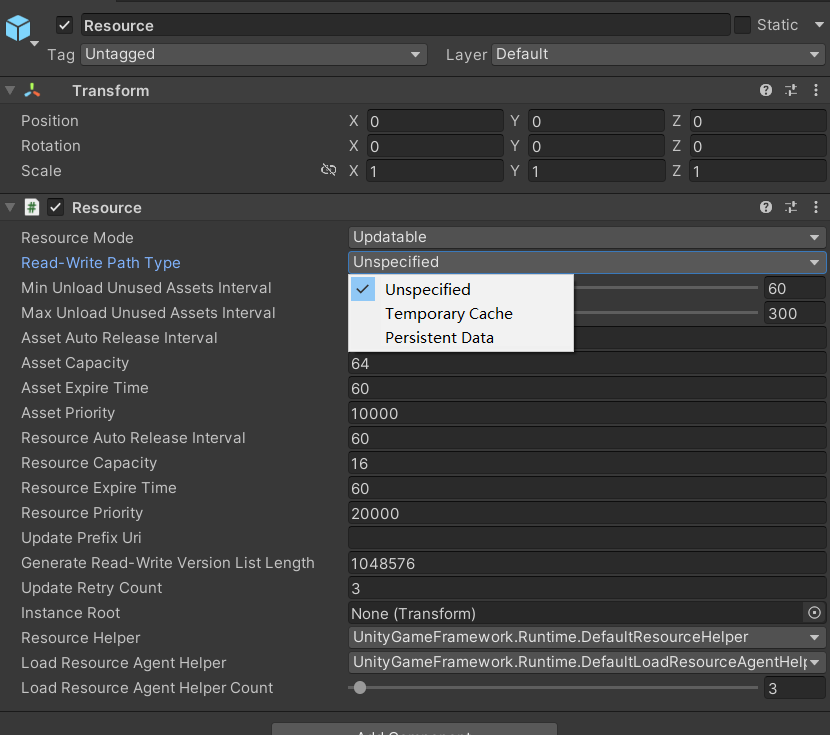 Resource Static
Tag Untagged Layer Default
Transform
Position X 0 Y 0 Z 0
Rotation X 0 Y 0 Z 0
Scale X 1 Y 1 Z 1
# Resource
Resource Mode Updatable
Read-Write Path Type Unspecified
Min Unload Unused Assets Interval 60
Max Unload Unused Assets Interval 300
Unspecified
Temporary Cache
Persistent Data
Asset Auto Release Interval
Asset Capacity 64
Asset Expire Time 60
Asset Priority 10000
Resource Auto Release Interval 60
Resource Capacity 16
Resource Expire Time 60
Resource Priority 20000
Update Prefix Uri
Generate Read-Write Version List Length 1048576
Update Retry Count 3
Instance Root None (Transform)
Resource Helper UnityGameFramework.Runtime.DefaultResourceHelper
Load Resource Agent Helper UnityGameFramework.Runtime.DefaultLoadResourceAgentHelp
Load Resource Agent Helper Count 3
Add Component